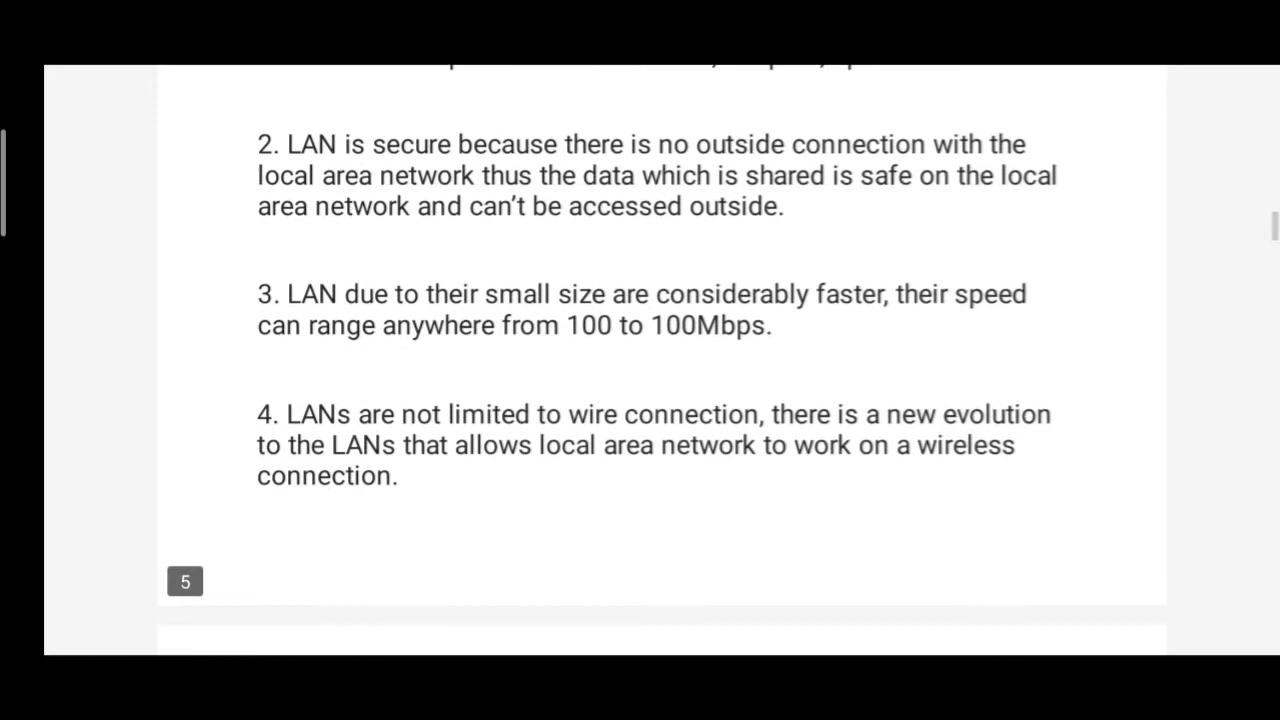 2. LAN is secure because there is no outside connection with the
local area network thus the data which is shared is safe on the local
area network and can’t be accessed outside.
3. LAN due to their small size are considerably faster, their speed
can range anywhere from 100 to 100Mbps.
4. LANs are not limited to wire connection, there is a new evolution
to the LANs that allows local area network to work on a wireless
connection.
5